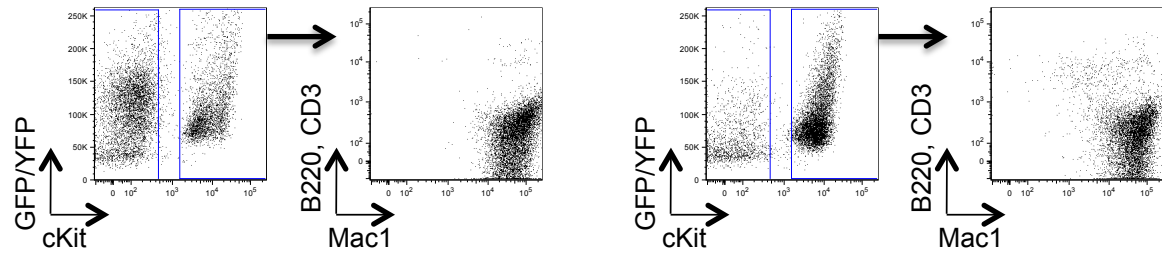 250K
200K
150K
100K
50K
0
0 10² 10³ 10⁴ 10⁵
GFP/YFP
cKit
10⁵
10⁴
10³
10²
0
0 10² 10³ 10⁴ 10⁵
B220, CD3
Mac1
250K
200K
150K
100K
50K
0
0 10² 10³ 10⁴ 10⁵
GFP/YFP
cKit
10⁵
10⁴
10³
10²
0
0 10² 10³ 10⁴ 10⁵
B220, CD3
Mac1